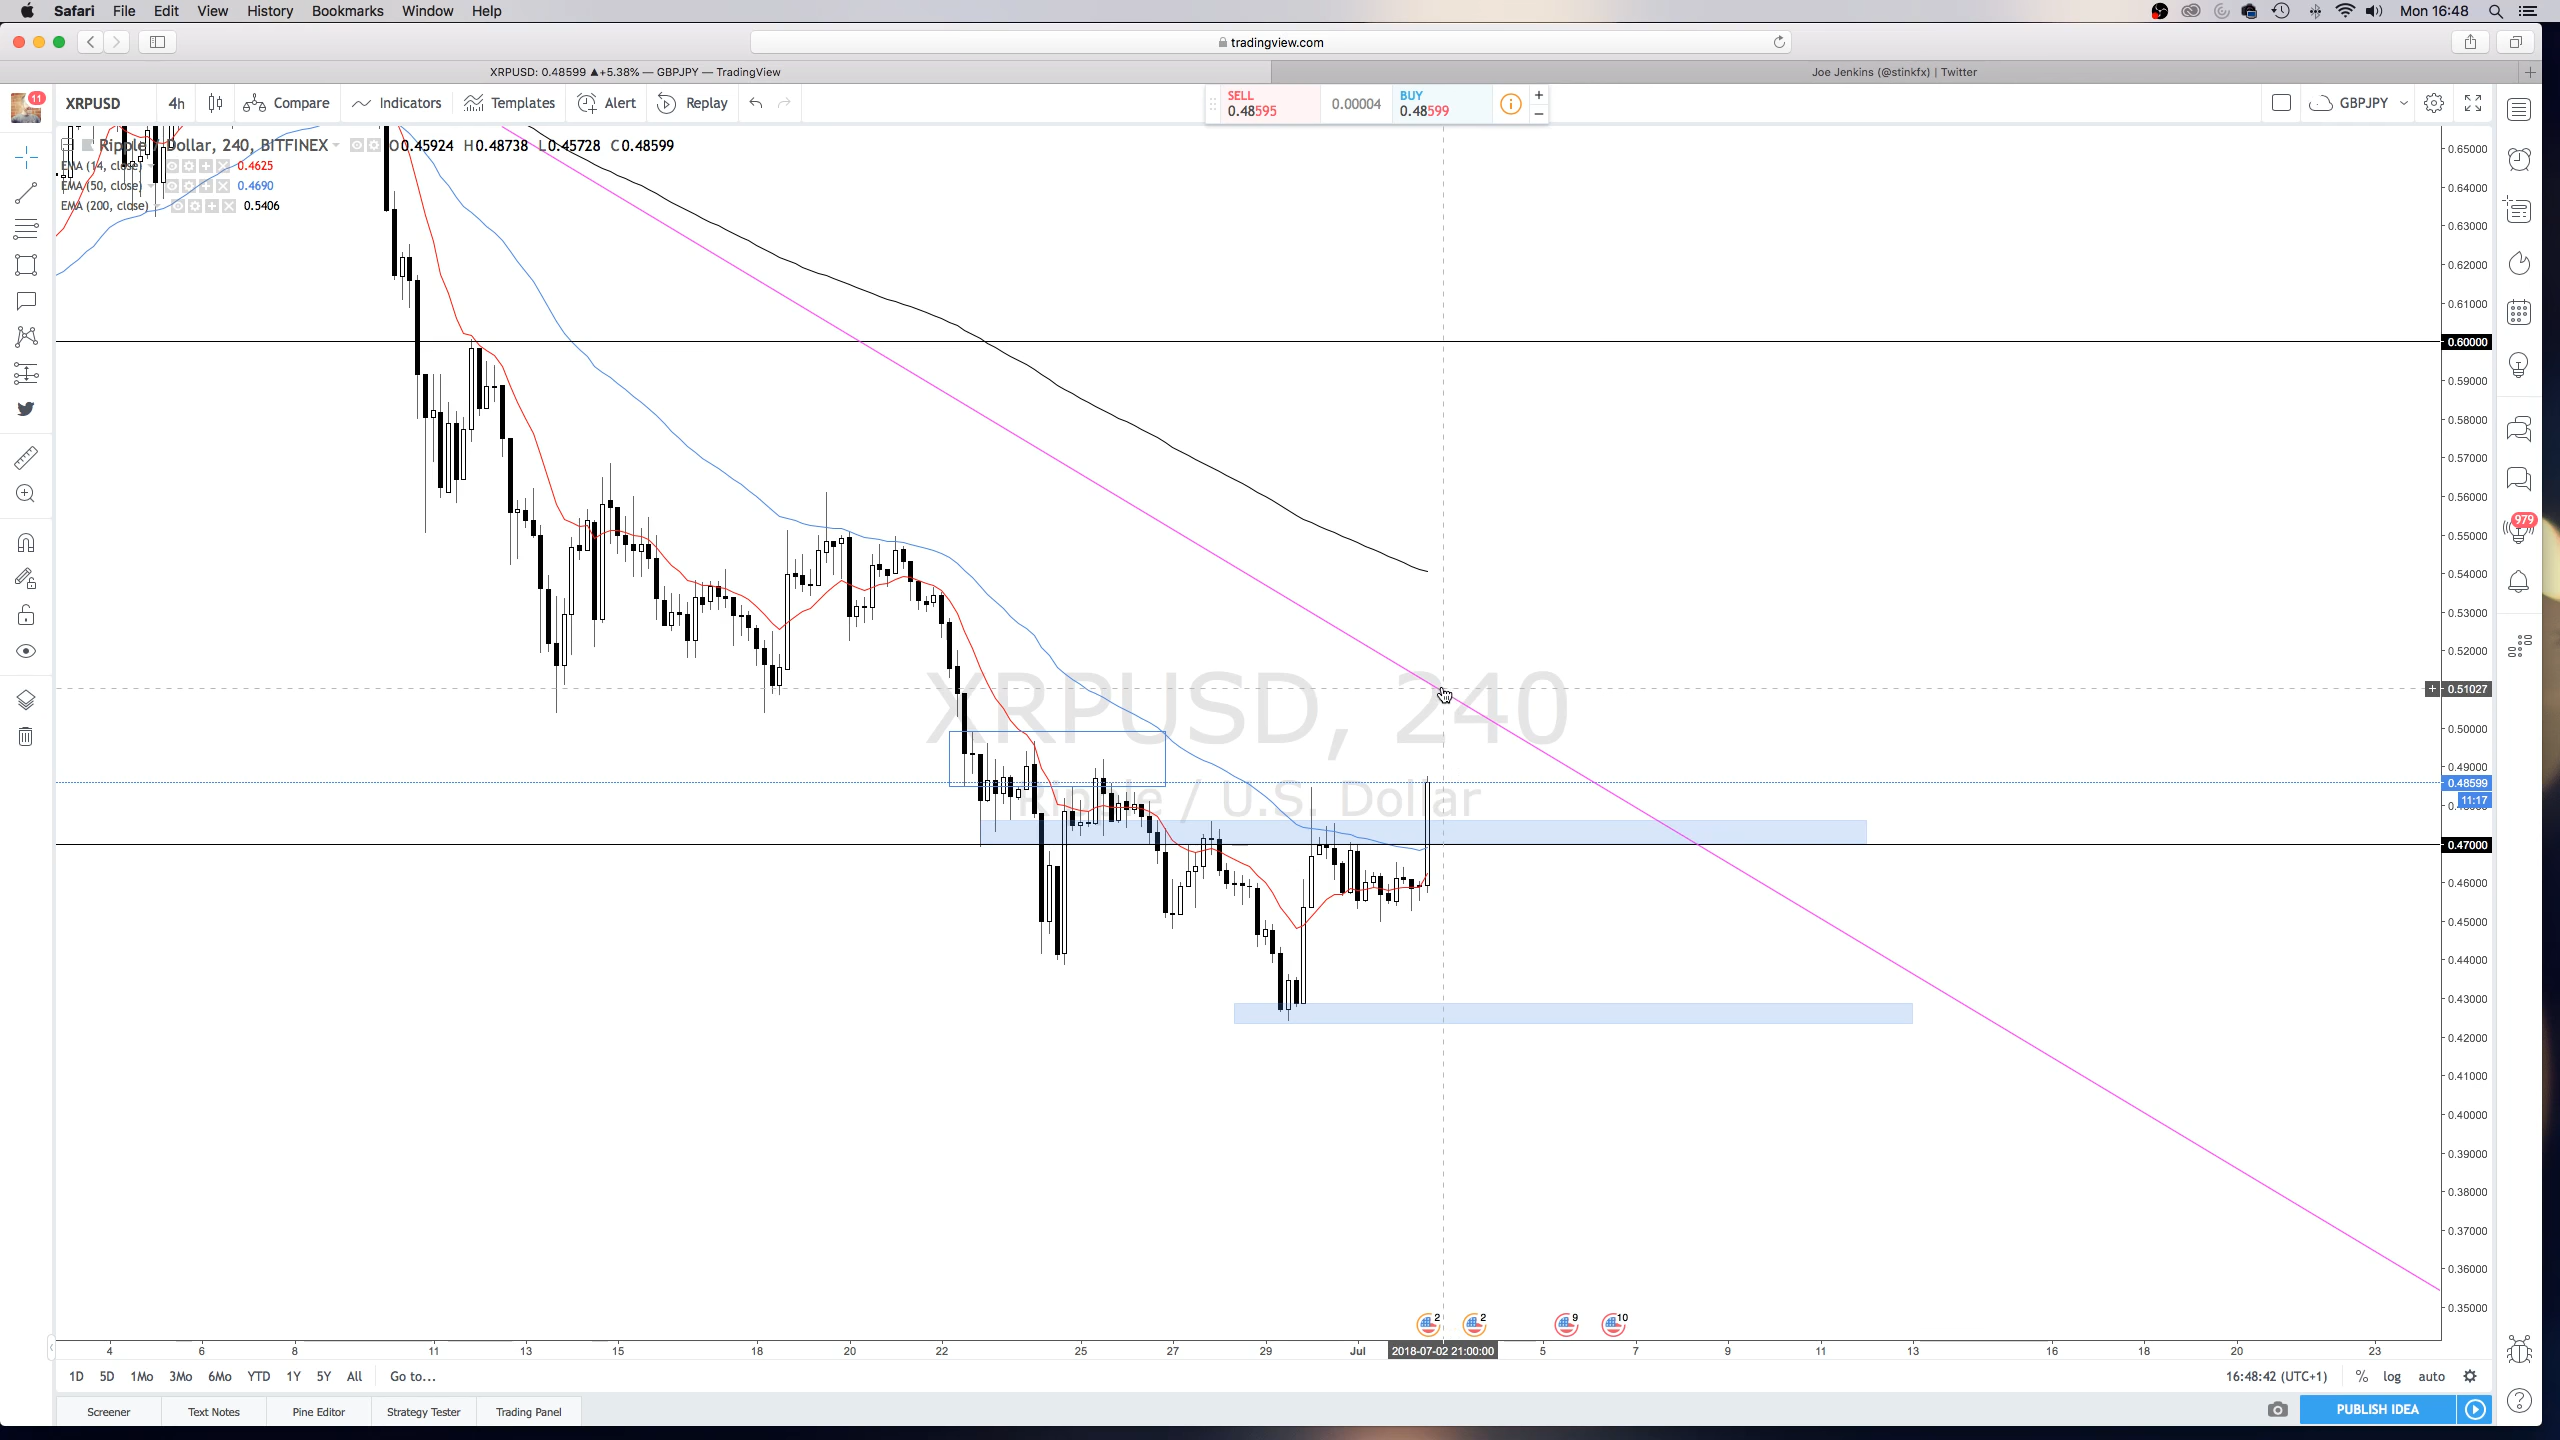 Safari File Edit View History Bookmarks Window Help Mon 16:48
tradingview.com
XRPUSD: 0.48599 ▲+5.38% — GBPJPY — TradingView Joe Jenkins (@stinkfx) | Twitter
11 XRPUSD 4h Compare Indicators Templates Alert Replay SELL 0.48595 0.00004 BUY 0.48599 + − GBPJPY
Ripple / Dollar, 240, BITFINEX O0.45924 H0.48738 L0.45728 C0.48599
EMA (14, close) 0.4625
EMA (50, close) 0.4690
EMA (200, close) 0.5406
XRPUSD, 240
Ripple / U.S. Dollar
0.65000
0.64000
0.63000
0.62000
0.61000
0.60000
0.59000
0.58000
0.57000
0.56000
0.55000
0.54000
0.53000
0.52000
0.51027
0.50000
0.49000
0.48599
11:17
0.47000
0.46000
0.45000
0.44000
0.43000
0.42000
0.41000
0.40000
0.39000
0.38000
0.37000
0.36000
0.35000
979
2 2 9 10
4 6 8 11 13 15 18 20 22 25 27 29 Jul 2018-07-02 21:00:00 5 7 9 11 13 16 18 20 23
1D 5D 1Mo 3Mo 6Mo YTD 1Y 5Y All Go to... 16:48:42 (UTC+1) % log auto
Screener Text Notes Pine Editor Strategy Tester Trading Panel PUBLISH IDEA